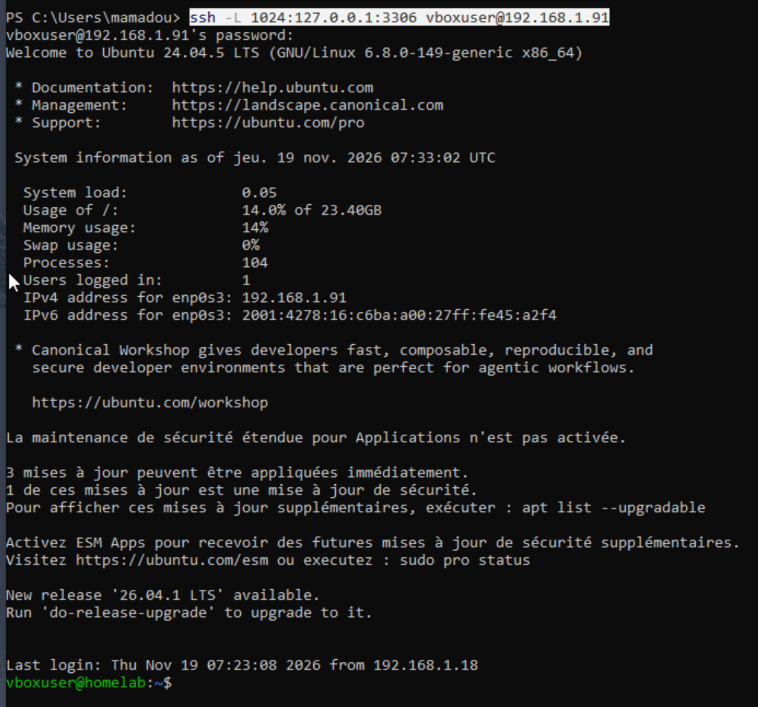 PS C:\Users\mamadou> ssh -L 1024:127.0.0.1:3306 vboxuser@192.168.1.91
vboxuser@192.168.1.91's password:
Welcome to Ubuntu 24.04.5 LTS (GNU/Linux 6.8.0-149-generic x86_64)
* Documentation: https://help.ubuntu.com
* Management: https://landscape.canonical.com
* Support: https://ubuntu.com/pro
System information as of jeu. 19 nov. 2026 07:33:02 UTC
System load: 0.05
Usage of /: 14.0% of 23.40GB
Memory usage: 14%
Swap usage: 0%
Processes: 104
Users logged in: 1
IPv4 address for enp0s3: 192.168.1.91
IPv6 address for enp0s3: 2001:4278:16:c6ba:a00:27ff:fe45:a2f4
* Canonical Workshop gives developers fast, composable, reproducible, and
secure developer environments that are perfect for agentic workflows.
https://ubuntu.com/workshop
La maintenance de sécurité étendue pour Applications n'est pas activée.
3 mises à jour peuvent être appliquées immédiatement.
1 de ces mises à jour est une mise à jour de sécurité.
Pour afficher ces mises à jour supplémentaires, exécuter : apt list --upgradable
Activez ESM Apps pour recevoir des futures mises à jour de sécurité supplémentaires.
Visitez https://ubuntu.com/esm ou executez : sudo pro status
New release '26.04.1 LTS' available.
Run 'do-release-upgrade' to upgrade to it.
Last login: Thu Nov 19 07:23:08 2026 from 192.168.1.18
vboxuser@homelab:~$